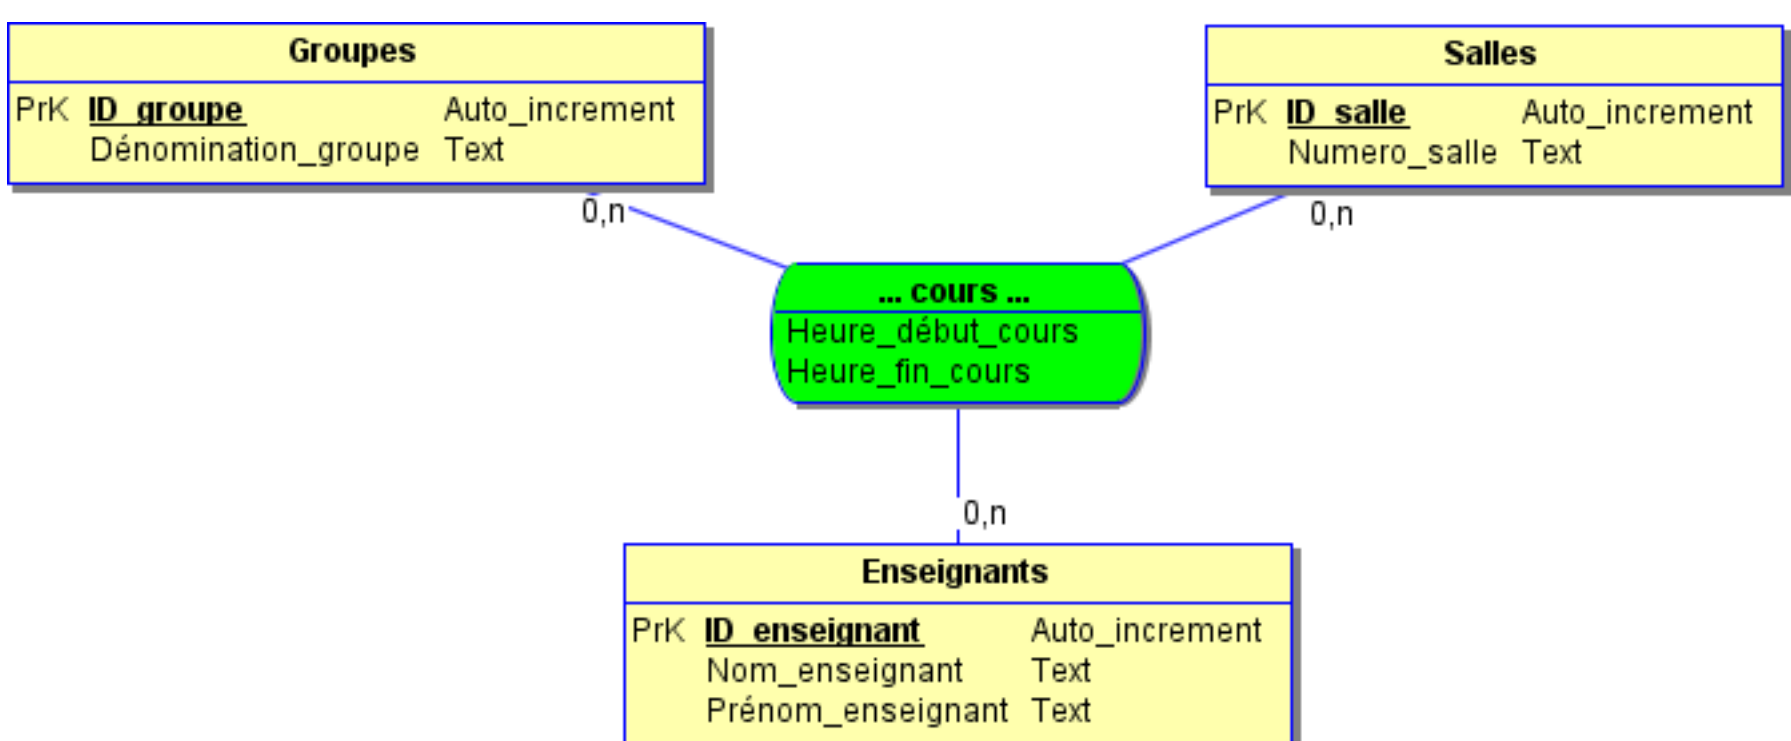 Groupes
PrK ID_groupe Auto_increment
Dénomination_groupe Text
Salles
PrK ID_salle Auto_increment
Numero_salle Text
0,n
0,n
... cours ...
Heure_début_cours
Heure_fin_cours
0,n
Enseignants
PrK ID_enseignant Auto_increment
Nom_enseignant Text
Prénom_enseignant Text